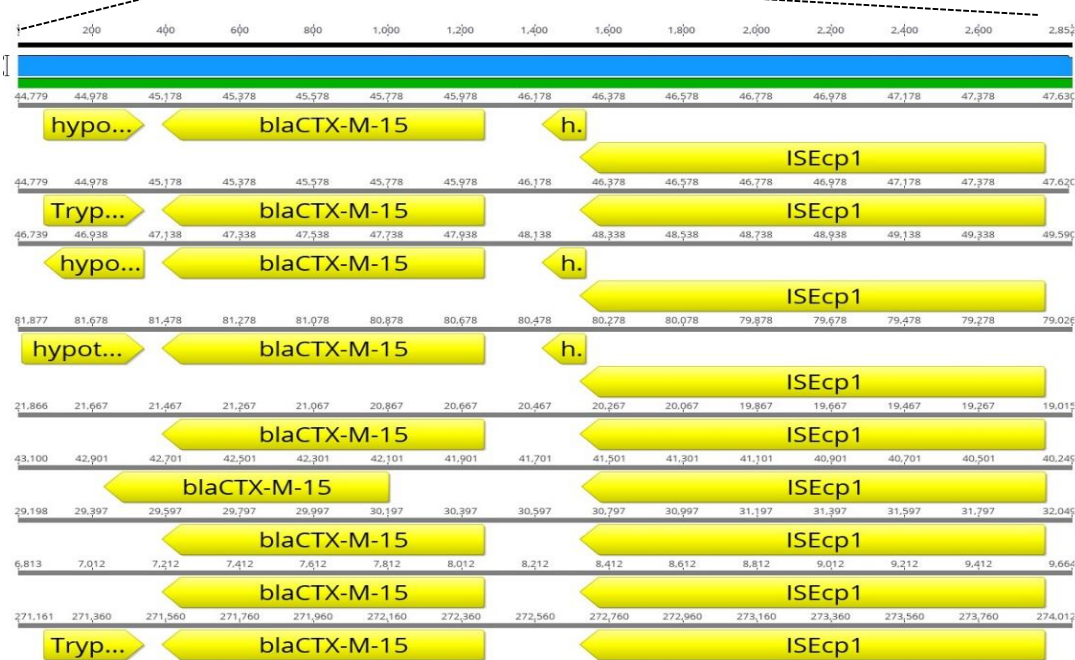 200 400 600 800 1,000 1,200 1,400 1,600 1,800 2,000 2,200 2,400 2,600 2,852
44,779 44,978 45,178 45,378 45,578 45,778 45,978 46,178 46,378 46,578 46,778 46,978 47,178 47,378 47,630
hypo... blaCTX-M-15 h.
ISEcp1
44,779 44,978 45,178 45,378 45,578 45,778 45,978 46,178 46,378 46,578 46,778 46,978 47,178 47,378 47,620
Tryp... blaCTX-M-15 ISEcp1
46,739 46,938 47,138 47,338 47,538 47,738 47,938 48,138 48,338 48,538 48,738 48,938 49,138 49,338 49,590
hypo... blaCTX-M-15 h.
ISEcp1
81,877 81,678 81,478 81,278 81,078 80,878 80,678 80,478 80,278 80,078 79,878 79,678 79,478 79,278 79,026
hypot... blaCTX-M-15 h.
ISEcp1
21,866 21,667 21,467 21,267 21,067 20,867 20,667 20,467 20,267 20,067 19,867 19,667 19,467 19,267 19,015
blaCTX-M-15 ISEcp1
43,100 42,901 42,701 42,501 42,301 42,101 41,901 41,701 41,501 41,301 41,101 40,901 40,701 40,501 40,249
blaCTX-M-15 ISEcp1
29,198 29,397 29,597 29,797 29,997 30,197 30,397 30,597 30,797 30,997 31,197 31,397 31,597 31,797 32,049
blaCTX-M-15 ISEcp1
6,813 7,012 7,212 7,412 7,612 7,812 8,012 8,212 8,412 8,612 8,812 9,012 9,212 9,412 9,664
blaCTX-M-15 ISEcp1
271,161 271,360 271,560 271,760 271,960 272,160 272,360 272,560 272,760 272,960 273,160 273,360 273,560 273,760 274,012
Tryp... blaCTX-M-15 ISEcp1